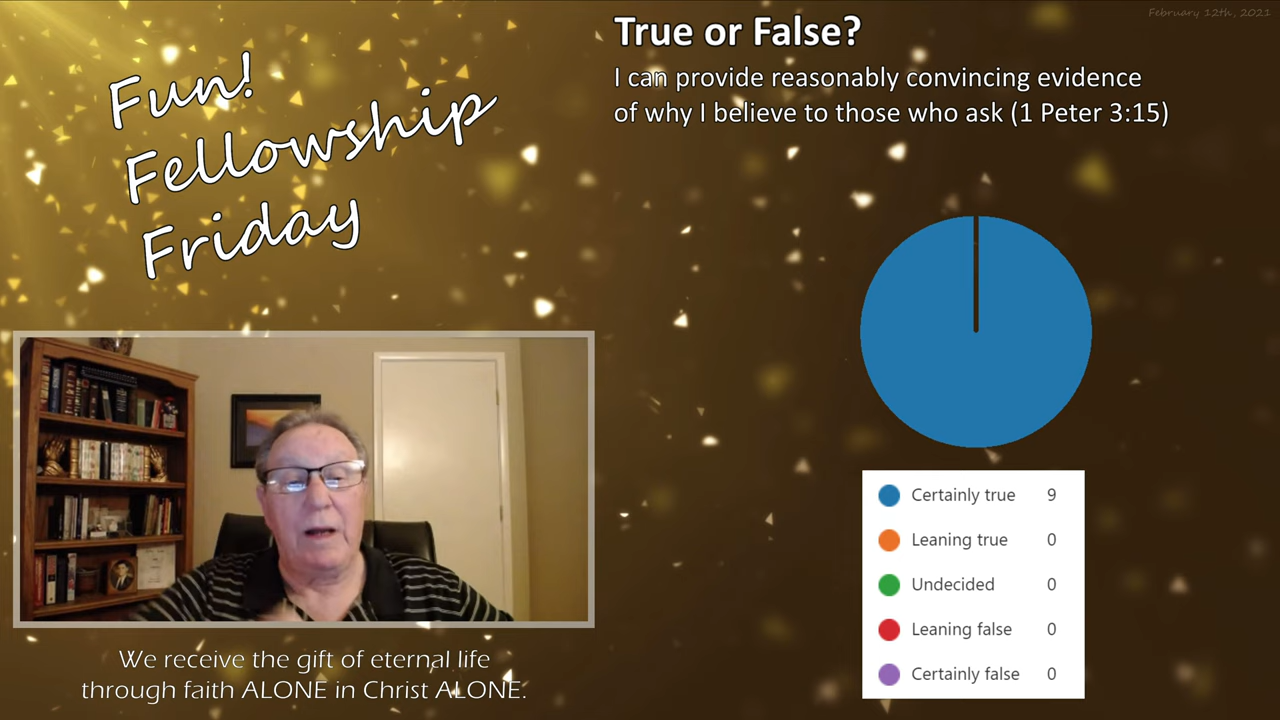 February 12th, 2021
Fun!
Fellowship
Friday
True or False?
I can provide reasonably convincing evidence
of why I believe to those who ask (1 Peter 3:15)
Certainly true 9
Leaning true 0
Undecided 0
Leaning false 0
Certainly false 0
We receive the gift of eternal life
through faith ALONE in Christ ALONE.